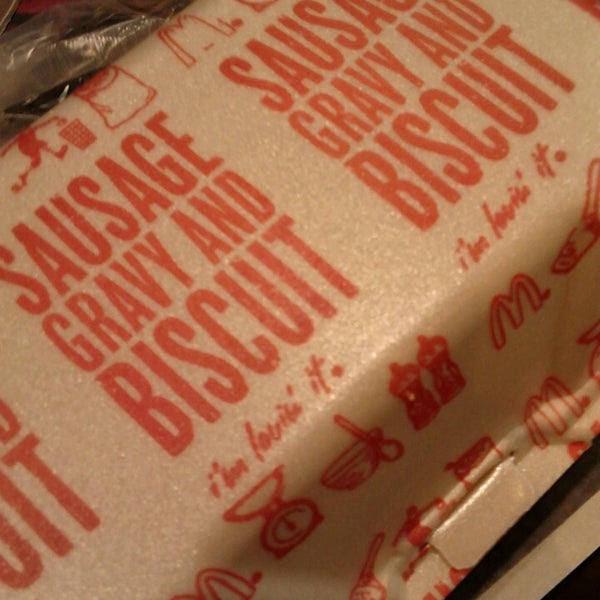 SAUSAGE
GRAVY AND
BISCUIT
i'm lovin' it.
SAUSAGE
GRAVY AND
BISCUIT
i'm lovin' it.